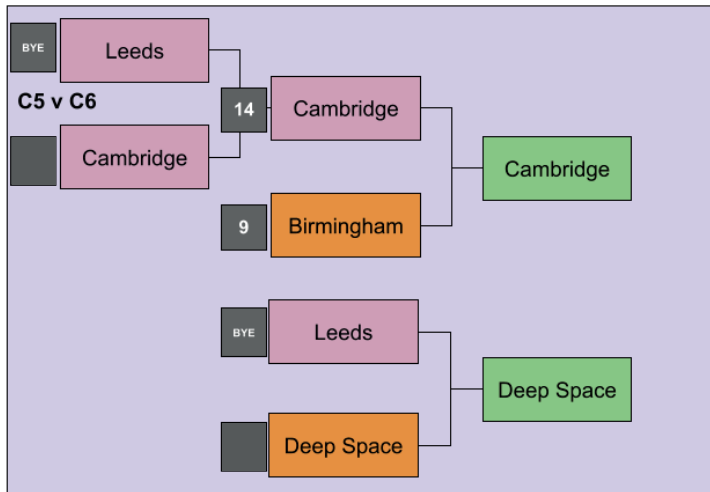 BYE
Leeds
C5 v C6
14
Cambridge
Cambridge
Cambridge
9
Birmingham
BYE
Leeds
Deep Space
Deep Space